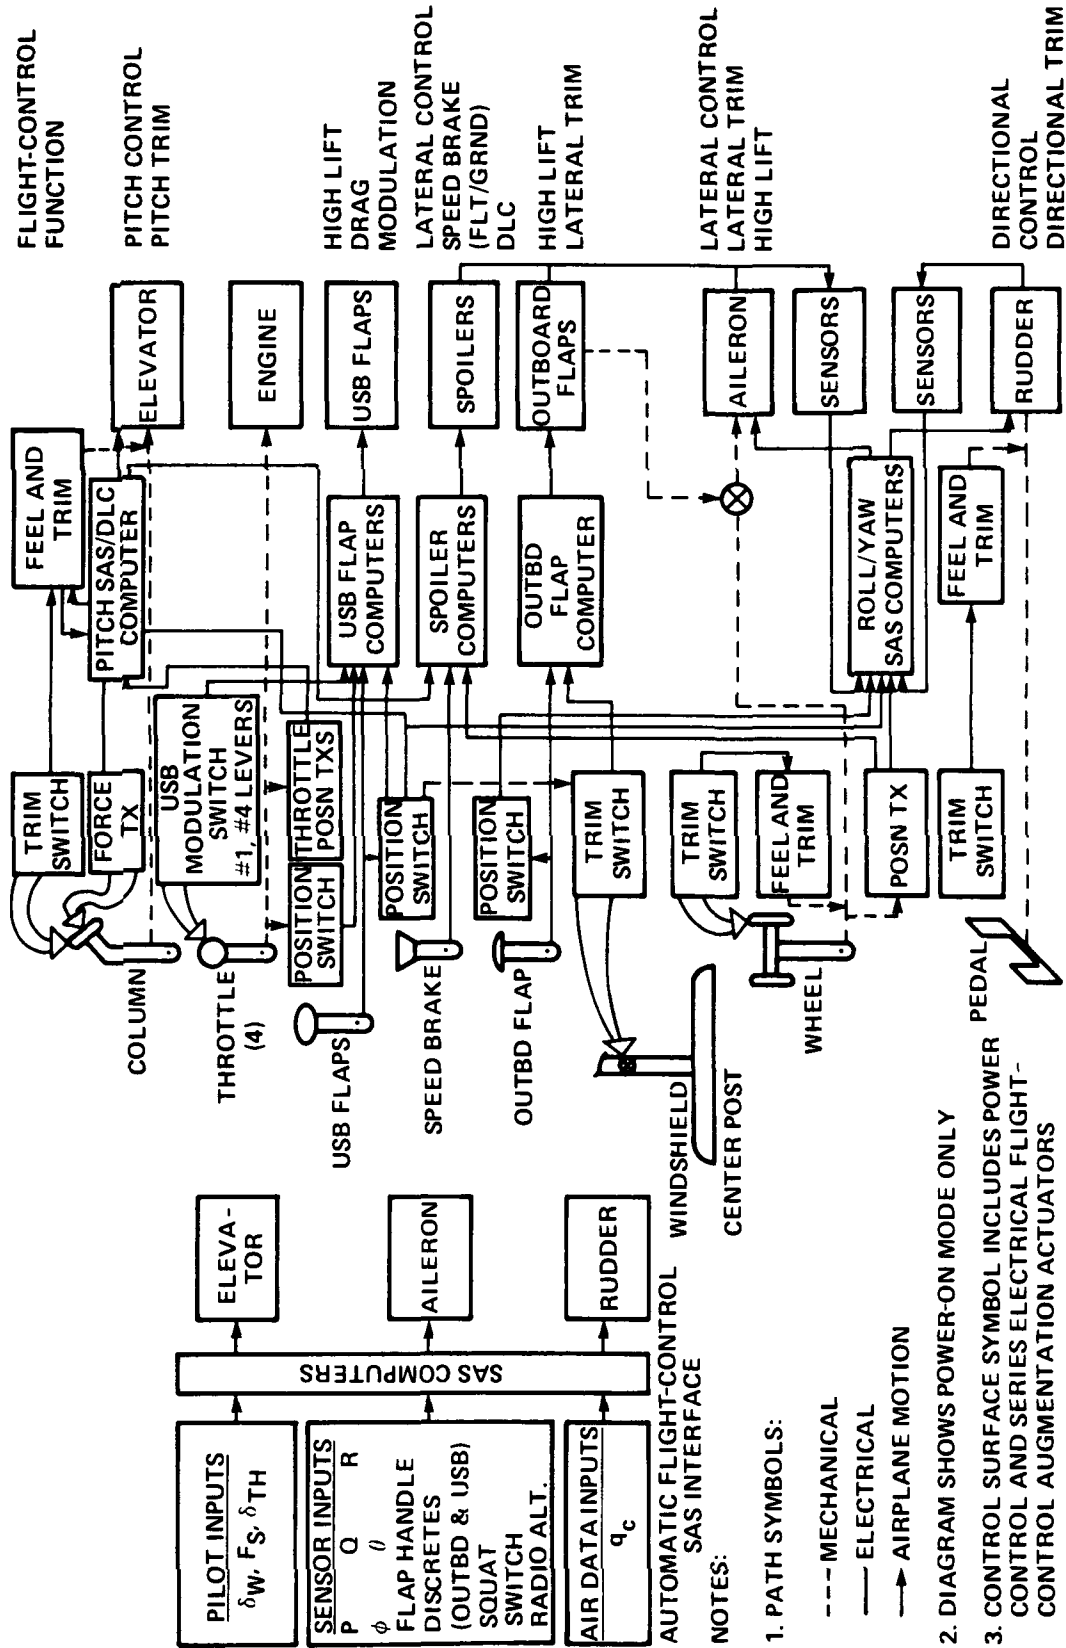 FLIGHT-CONTROL
FUNCTION
FEEL AND
TRIM
PITCH SAS/DLC
COMPUTER
TRIM
SWITCH
FORCE
TX
COLUMN
ELEVATOR
PITCH CONTROL
PITCH TRIM
USB
MODULATION
SWITCH
#1, #4 LEVERS
THROTTLE
(4)
ENGINE
THROTTLE
POSN TXS
POSITION
SWITCH
USB FLAPS
USB FLAP
COMPUTERS
USB FLAPS
HIGH LIFT
DRAG
MODULATION
POSITION
SWITCH
SPEED BRAKE
SPOILER
COMPUTERS
SPOILERS
LATERAL CONTROL
SPEED BRAKE
(FLT/GRND)
DLC
POSITION
SWITCH
OUTBD FLAP
OUTBD
FLAP
COMPUTER
OUTBOARD
FLAPS
HIGH LIFT
LATERAL TRIM
TRIM
SWITCH
WINDSHIELD
CENTER POST
TRIM
SWITCH
FEEL AND
TRIM
WHEEL
AILERON
LATERAL CONTROL
LATERAL TRIM
HIGH LIFT
SENSORS
ROLL/YAW
SAS COMPUTERS
POSN TX
SENSORS
TRIM
SWITCH
FEEL AND
TRIM
PEDAL
RUDDER
DIRECTIONAL
CONTROL
DIRECTIONAL TRIM
PILOT INPUTS
δW, FS, δTH
SENSOR INPUTS
P Q R
ϕ θ
FLAP HANDLE
DISCRETES
(OUTBD & USB)
SQUAT
SWITCH
RADIO ALT.
AIR DATA INPUTS
qc
SAS COMPUTERS
ELEVA-
TOR
AILERON
RUDDER
AUTOMATIC FLIGHT-CONTROL
SAS INTERFACE
NOTES:
1. PATH SYMBOLS:
MECHANICAL
ELECTRICAL
AIRPLANE MOTION
2. DIAGRAM SHOWS POWER-ON MODE ONLY
3. CONTROL SURFACE SYMBOL INCLUDES POWER
CONTROL AND SERIES ELECTRICAL FLIGHT-
CONTROL AUGMENTATION ACTUATORS